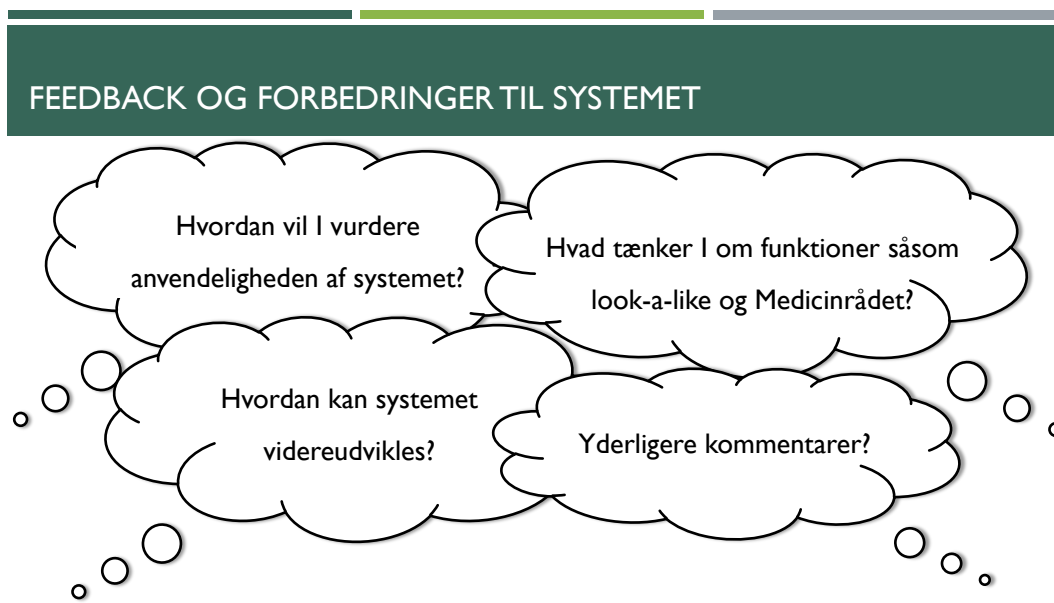 FEEDBACK OG FORBEDRINGER TIL SYSTEMET
Hvordan vil I vurdere
anvendeligheden af systemet?
Hvad tænker I om funktioner såsom
look-a-like og Medicinrådet?
Hvordan kan systemet
videreudvikles?
Yderligere kommentarer?